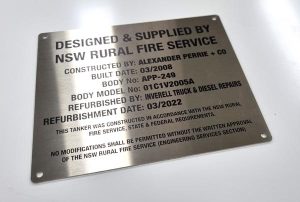 DESIGNED & SUPPLIED BY
NSW RURAL FIRE SERVICE
CONSTRUCTED BY: ALEXANDER PERRIE + CO
BUILT DATE: 03/2008
BODY No: APP-249
BODY MODEL No: 01C1V2005A
REFURBISHED BY: INVERELL TRUCK & DIESEL REPAIRS
REFURBISHMENT DATE: 03/2022
THIS TANKER WAS CONSTRUCTED IN ACCORDANCE WITH THE NSW RURAL
FIRE SERVICE, STATE & FEDERAL REQUIREMENTS.
NO MODIFICATIONS SHALL BE PERMITTED WITHOUT THE WRITTEN APPROVAL
OF THE NSW RURAL FIRE SERVICE (ENGINEERING SERVICES SECTION)